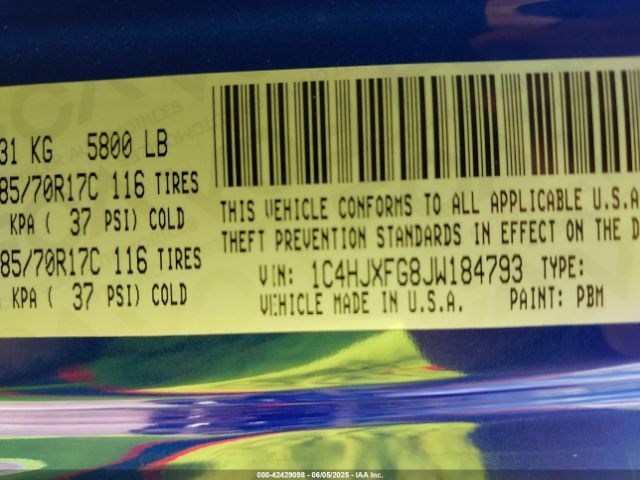 31 KG 5800 LB
85/70R17C 116 TIRES
KPA ( 37 PSI) COLD
85/70R17C 116 TIRES
KPA ( 37 PSI) COLD
THIS VEHICLE CONFORMS TO ALL APPLICABLE U.S.A
THEFT PREVENTION STANDARDS IN EFFECT ON THE D
VIN: 1C4HJXFG8JW184793 TYPE:
VEHICLE MADE IN U.S.A. PAINT: PBM
000-42429098 - 06/05/2025 - IAA Inc.